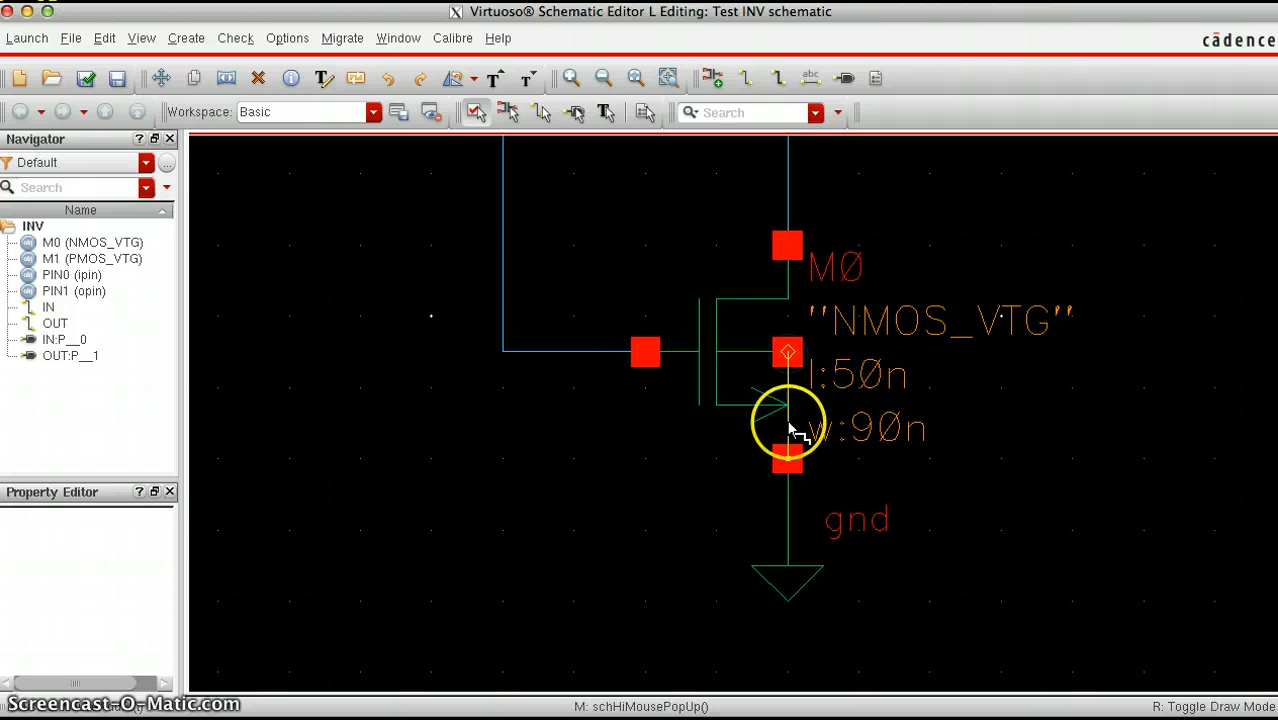 Virtuoso® Schematic Editor L Editing: Test INV schematic
Launch File Edit View Create Check Options Migrate Window Calibre Help
cādence
Workspace: Basic
Search
Navigator
Default
Search
Name
INV
M0 (NMOS_VTG)
M1 (PMOS_VTG)
PIN0 (ipin)
PIN1 (opin)
IN
OUT
IN:P__0
OUT:P__1
Property Editor
M0
"NMOS_VTG"
l:50n
w:90n
gnd
Screencast-O-Matic.com
M: schHiMousePopUp()
R: Toggle Draw Mode